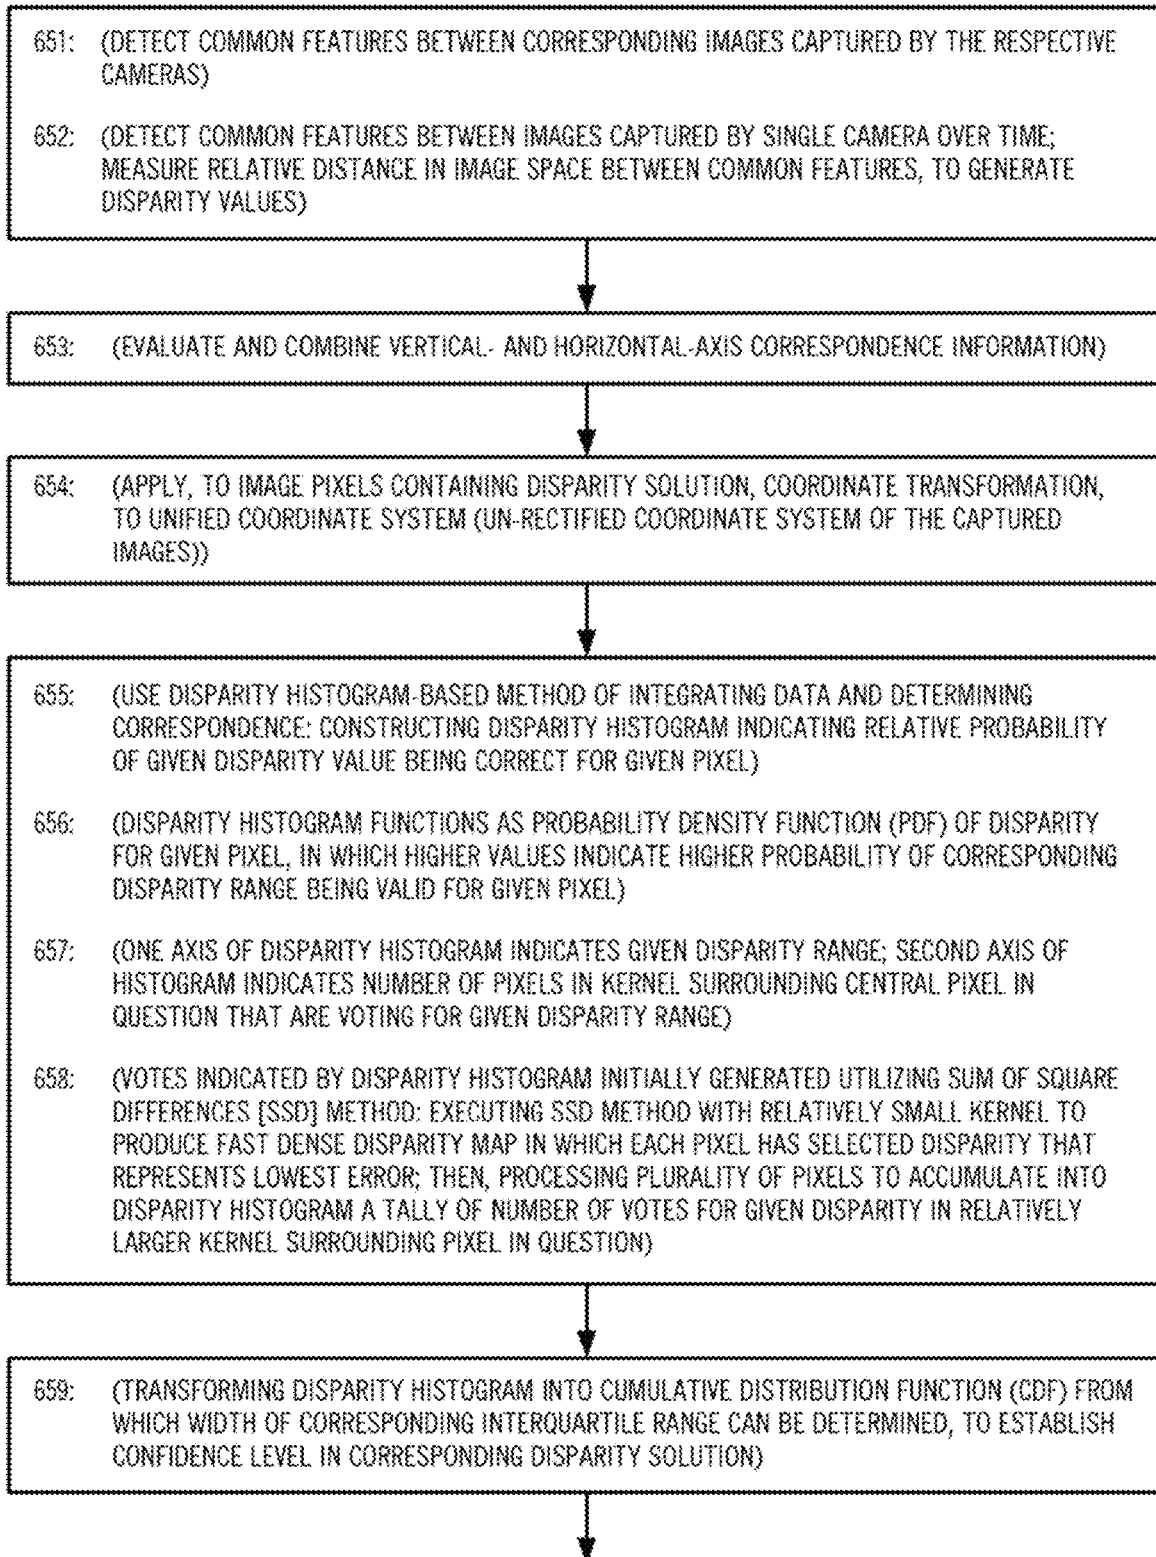 651: (DETECT COMMON FEATURES BETWEEN CORRESPONDING IMAGES CAPTURED BY THE RESPECTIVE
CAMERAS)
652: (DETECT COMMON FEATURES BETWEEN IMAGES CAPTURED BY SINGLE CAMERA OVER TIME;
MEASURE RELATIVE DISTANCE IN IMAGE SPACE BETWEEN COMMON FEATURES, TO GENERATE
DISPARITY VALUES)
653: (EVALUATE AND COMBINE VERTICAL- AND HORIZONTAL-AXIS CORRESPONDENCE INFORMATION)
654: (APPLY, TO IMAGE PIXELS CONTAINING DISPARITY SOLUTION, COORDINATE TRANSFORMATION,
TO UNIFIED COORDINATE SYSTEM (UN-RECTIFIED COORDINATE SYSTEM OF THE CAPTURED
IMAGES))
655: (USE DISPARITY HISTOGRAM-BASED METHOD OF INTEGRATING DATA AND DETERMINING
CORRESPONDENCE: CONSTRUCTING DISPARITY HISTOGRAM INDICATING RELATIVE PROBABILITY
OF GIVEN DISPARITY VALUE BEING CORRECT FOR GIVEN PIXEL)
656: (DISPARITY HISTOGRAM FUNCTIONS AS PROBABILITY DENSITY FUNCTION (PDF) OF DISPARITY
FOR GIVEN PIXEL, IN WHICH HIGHER VALUES INDICATE HIGHER PROBABILITY OF CORRESPONDING
DISPARITY RANGE BEING VALID FOR GIVEN PIXEL)
657: (ONE AXIS OF DISPARITY HISTOGRAM INDICATES GIVEN DISPARITY RANGE; SECOND AXIS OF
HISTOGRAM INDICATES NUMBER OF PIXELS IN KERNEL SURROUNDING CENTRAL PIXEL IN
QUESTION THAT ARE VOTING FOR GIVEN DISPARITY RANGE)
658: (VOTES INDICATED BY DISPARITY HISTOGRAM INITIALLY GENERATED UTILIZING SUM OF SQUARE
DIFFERENCES [SSD] METHOD: EXECUTING SSD METHOD WITH RELATIVELY SMALL KERNEL TO
PRODUCE FAST DENSE DISPARITY MAP IN WHICH EACH PIXEL HAS SELECTED DISPARITY THAT
REPRESENTS LOWEST ERROR; THEN, PROCESSING PLURALITY OF PIXELS TO ACCUMULATE INTO
DISPARITY HISTOGRAM A TALLY OF NUMBER OF VOTES FOR GIVEN DISPARITY IN RELATIVELY
LARGER KERNEL SURROUNDING PIXEL IN QUESTION)
659: (TRANSFORMING DISPARITY HISTOGRAM INTO CUMULATIVE DISTRIBUTION FUNCTION (CDF) FROM
WHICH WIDTH OF CORRESPONDING INTERQUARTILE RANGE CAN BE DETERMINED, TO ESTABLISH
CONFIDENCE LEVEL IN CORRESPONDING DISPARITY SOLUTION)